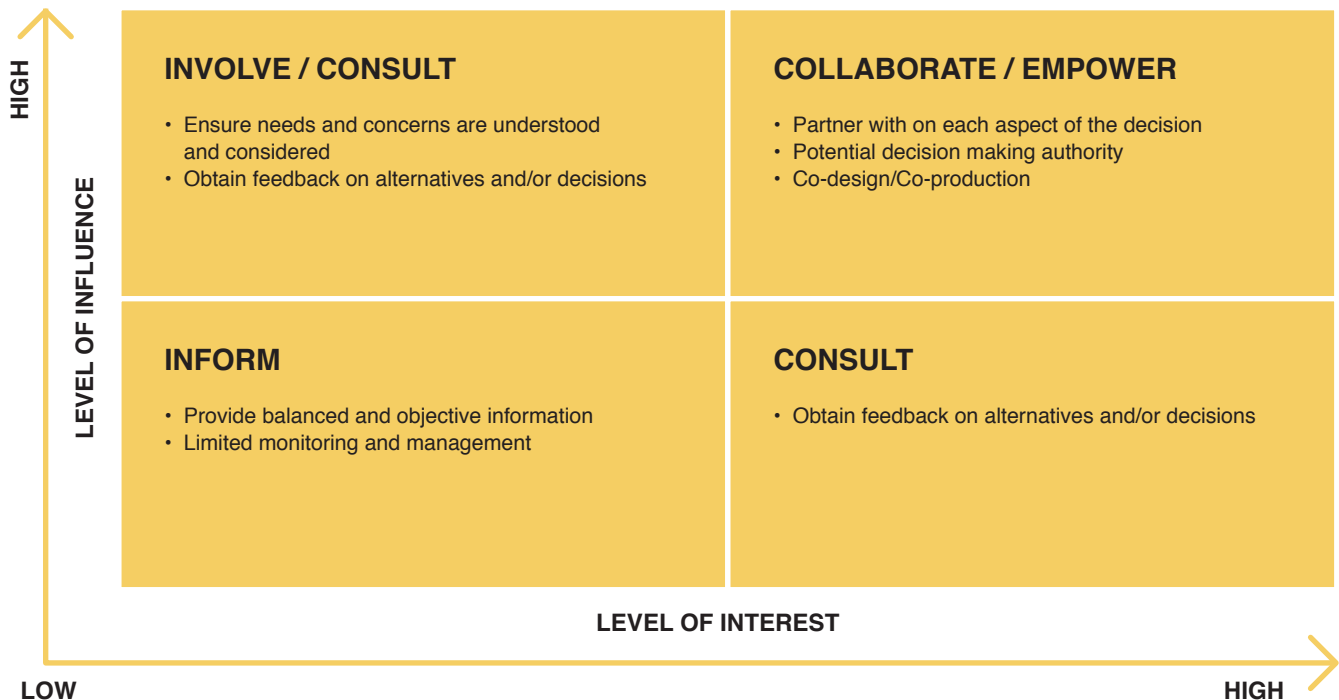 HIGH
LEVEL OF INFLUENCE
INVOLVE / CONSULT
• Ensure needs and concerns are understood
and considered
• Obtain feedback on alternatives and/or decisions
COLLABORATE / EMPOWER
• Partner with on each aspect of the decision
• Potential decision making authority
• Co-design/Co-production
INFORM
• Provide balanced and objective information
• Limited monitoring and management
CONSULT
• Obtain feedback on alternatives and/or decisions
LEVEL OF INTEREST
LOW
HIGH